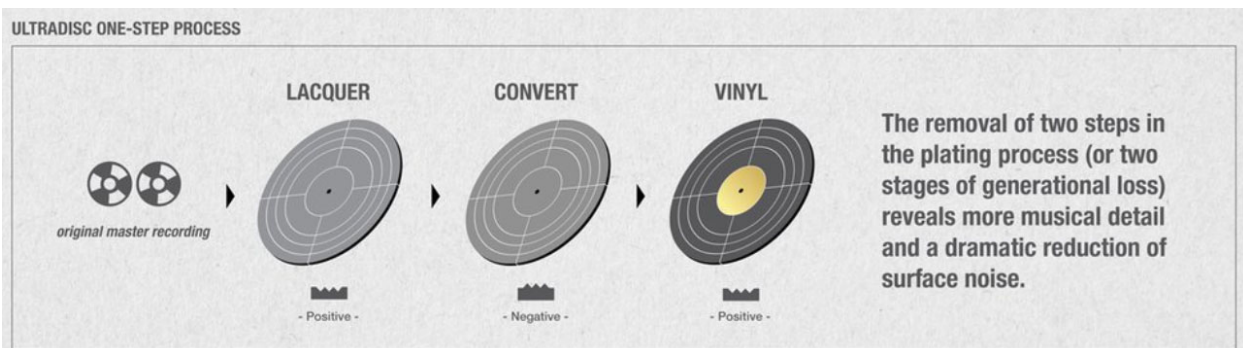 ULTRADISC ONE-STEP PROCESS
LACQUER
CONVERT
VINYL
original master recording
- Positive -
- Negative -
- Positive -
The removal of two steps in
the plating process (or two
stages of generational loss)
reveals more musical detail
and a dramatic reduction of
surface noise.